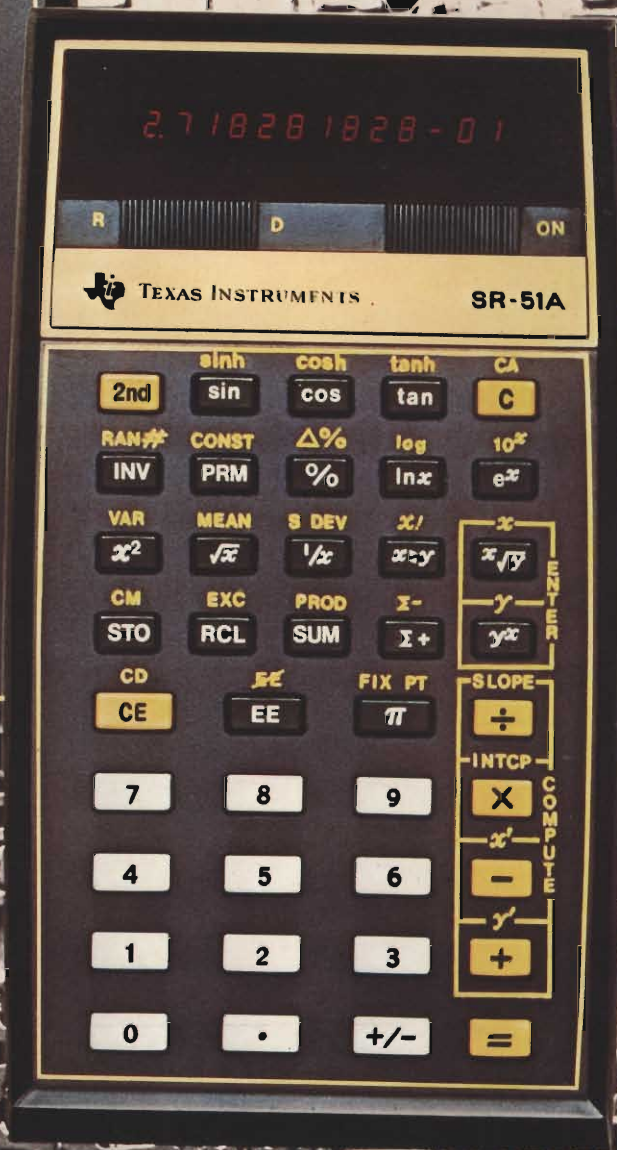 2.718281828-01
R D ON
TEXAS INSTRUMENTS SR-51A
sinh cosh tanh CA
2nd sin cos tan C
RAN# CONST Δ% log 10ˣ
INV PRM % lnx eˣ
VAR MEAN S DEV x! x
x² √x 1/x x⇄y ˣ√y
CM EXC PROD Σ- y
STO RCL SUM Σ+ yˣ
ENTER
CD EE FIX PT SLOPE
CE EE π ÷
INTCP
7 8 9 X
x'
4 5 6 -
y'
1 2 3 +
COMPUTE
0 . +/- =